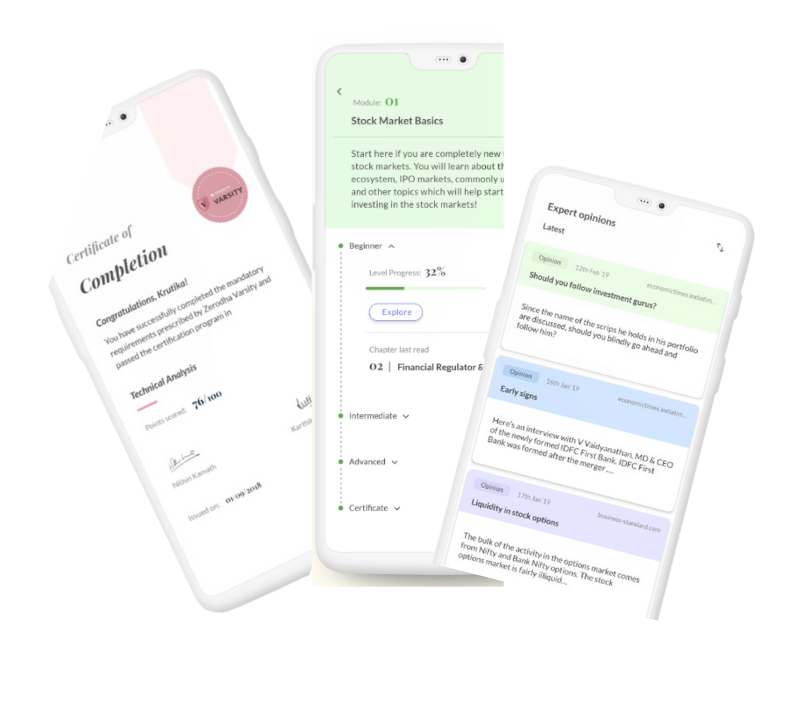 VARSITY
Certificate of
Completion
Congratulations, Krutika!
You have successfully completed the mandatory
requirements prescribed by Zerodha Varsity and
passed the certification program in
Technical Analysis
Points scored: 76/100
Nithin Kamath
Karthi
Issued on: 01/09/2018
Module: 01
Stock Market Basics
Start here if you are completely new
stock markets. You will learn about th
ecosystem, IPO markets, commonly u
and other topics which will help start
investing in the stock markets!
Beginner
Level Progress: 32%
Explore
Chapter last read
02 | Financial Regulator &
Intermediate
Advanced
Certificate
Expert opinions
Latest
Opinion 12th Feb' 19 economictimes.indiatim...
Should you follow investment gurus?
Since the name of the scrips he holds in his portfolio
are discussed, should you blindly go ahead and
follow him?
Opinion 16th Jan' 19 economictimes.indiatim...
Early signs
Here's an interview with V Vaidyanathan, MD & CEO
of the newly formed IDFC First Bank. IDFC First
Bank was formed after the merger ...
Opinion 17th Jan' 19 business-standard.com
Liquidity in stock options
The bulk of the activity in the options market comes
from Nifty and Bank Nifty options. The stock
options market is fairly illiquid...